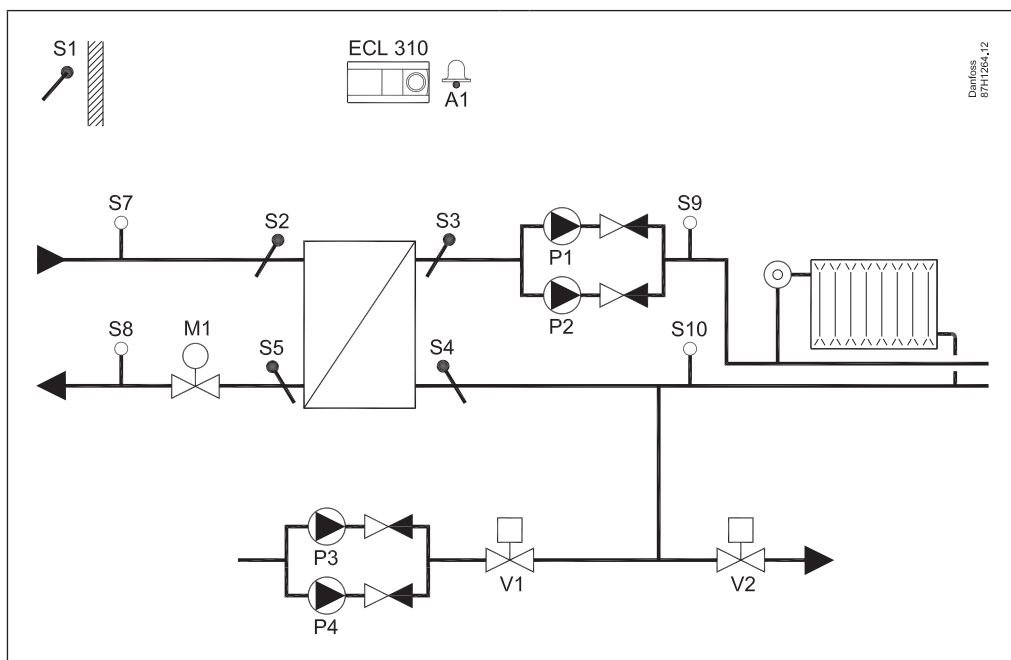 S1
ECL 310
A1
Danfoss
87H1264.12
S7
S2
S3
P1
S9
P2
S8
M1
S5
S4
S10
P3
V1
V2
P4